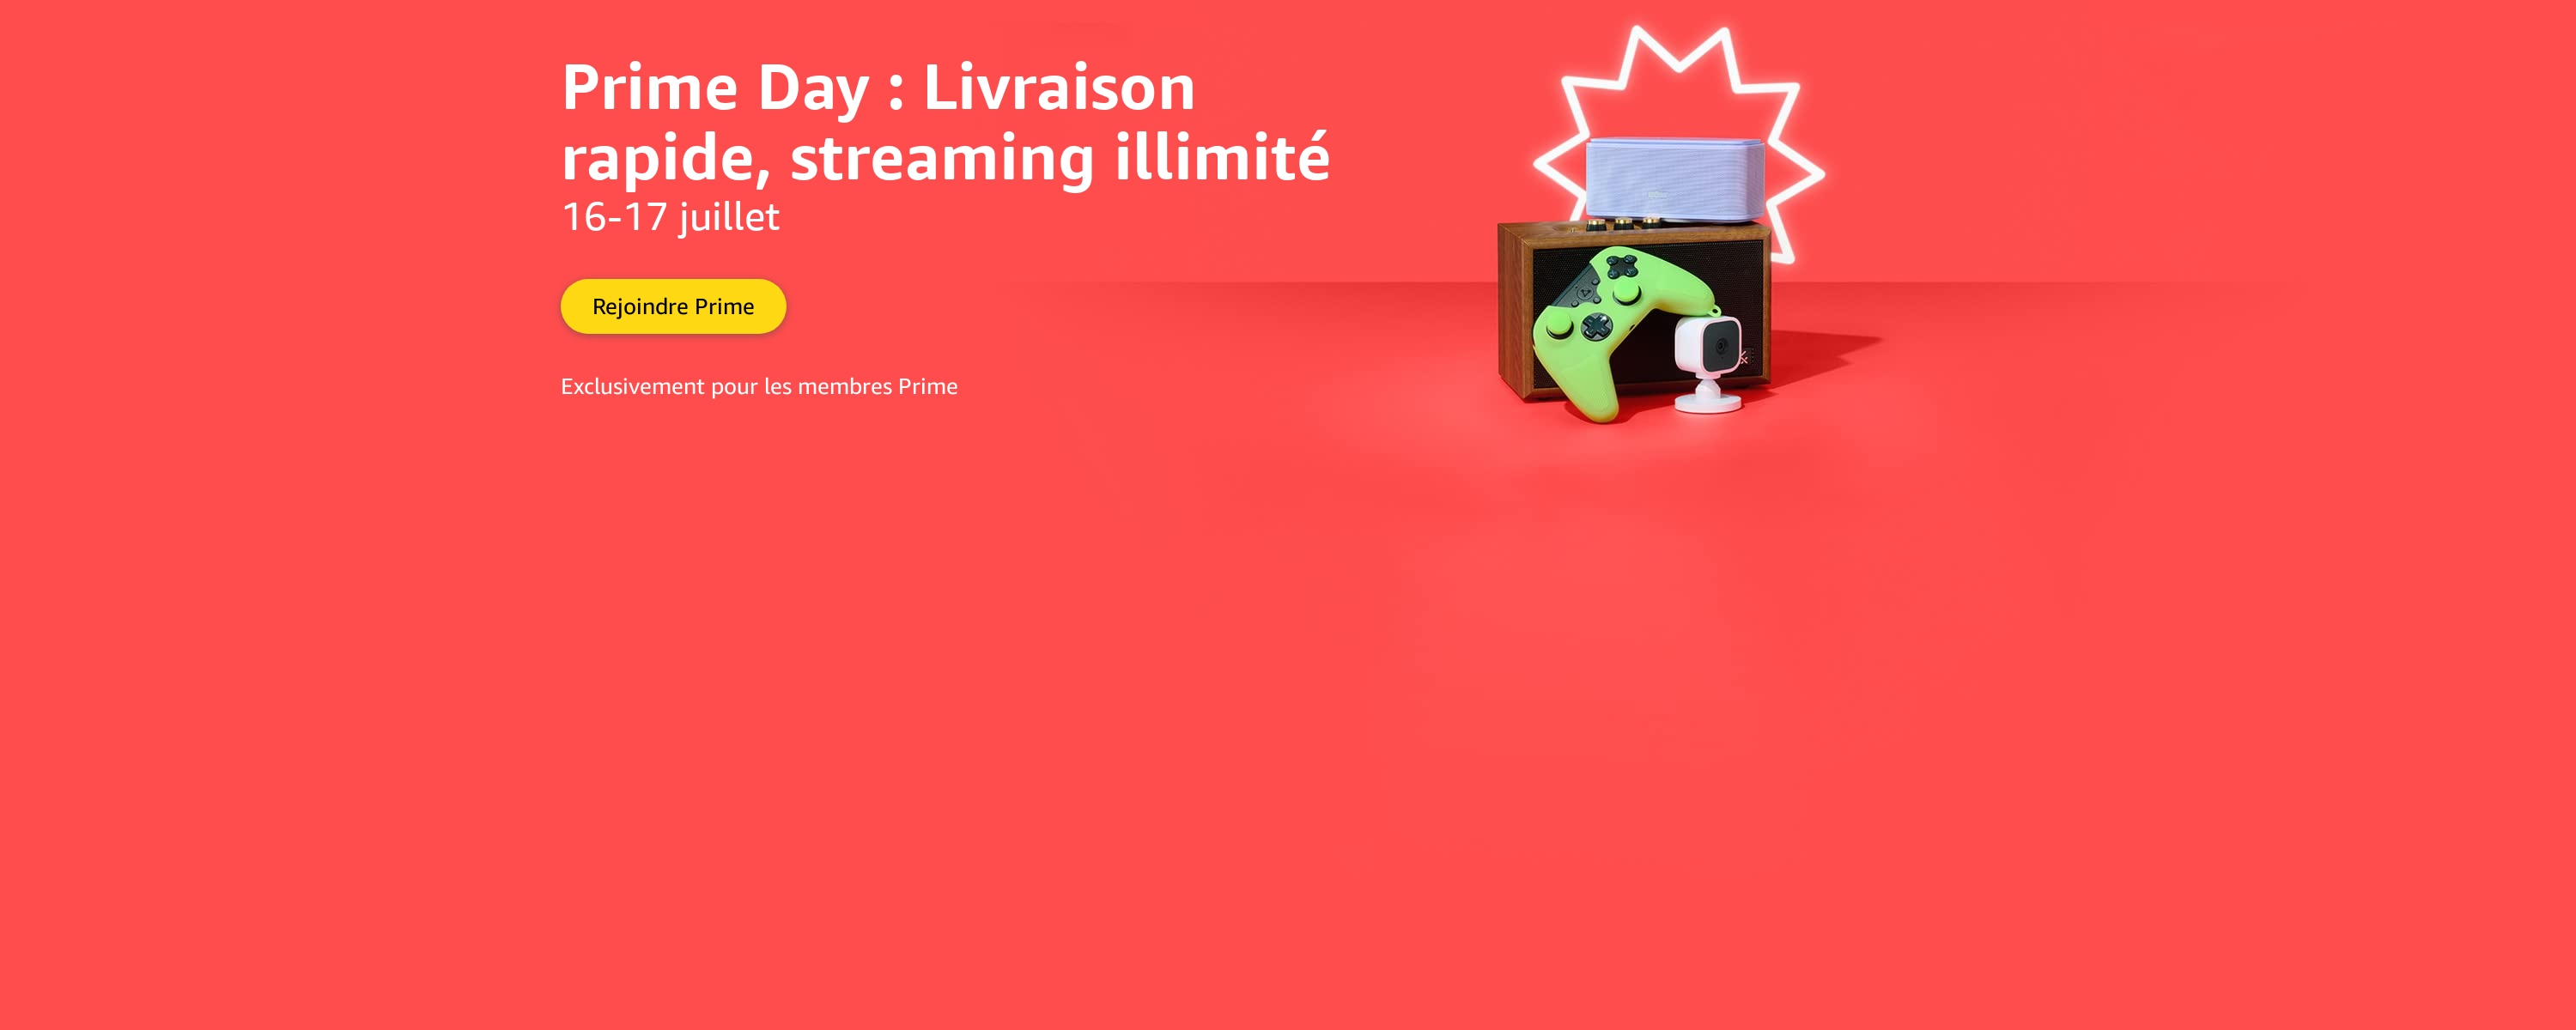 Prime Day : Livraison
rapide, streaming illimité
16-17 juillet
Rejoindre Prime
Exclusivement pour les membres Prime